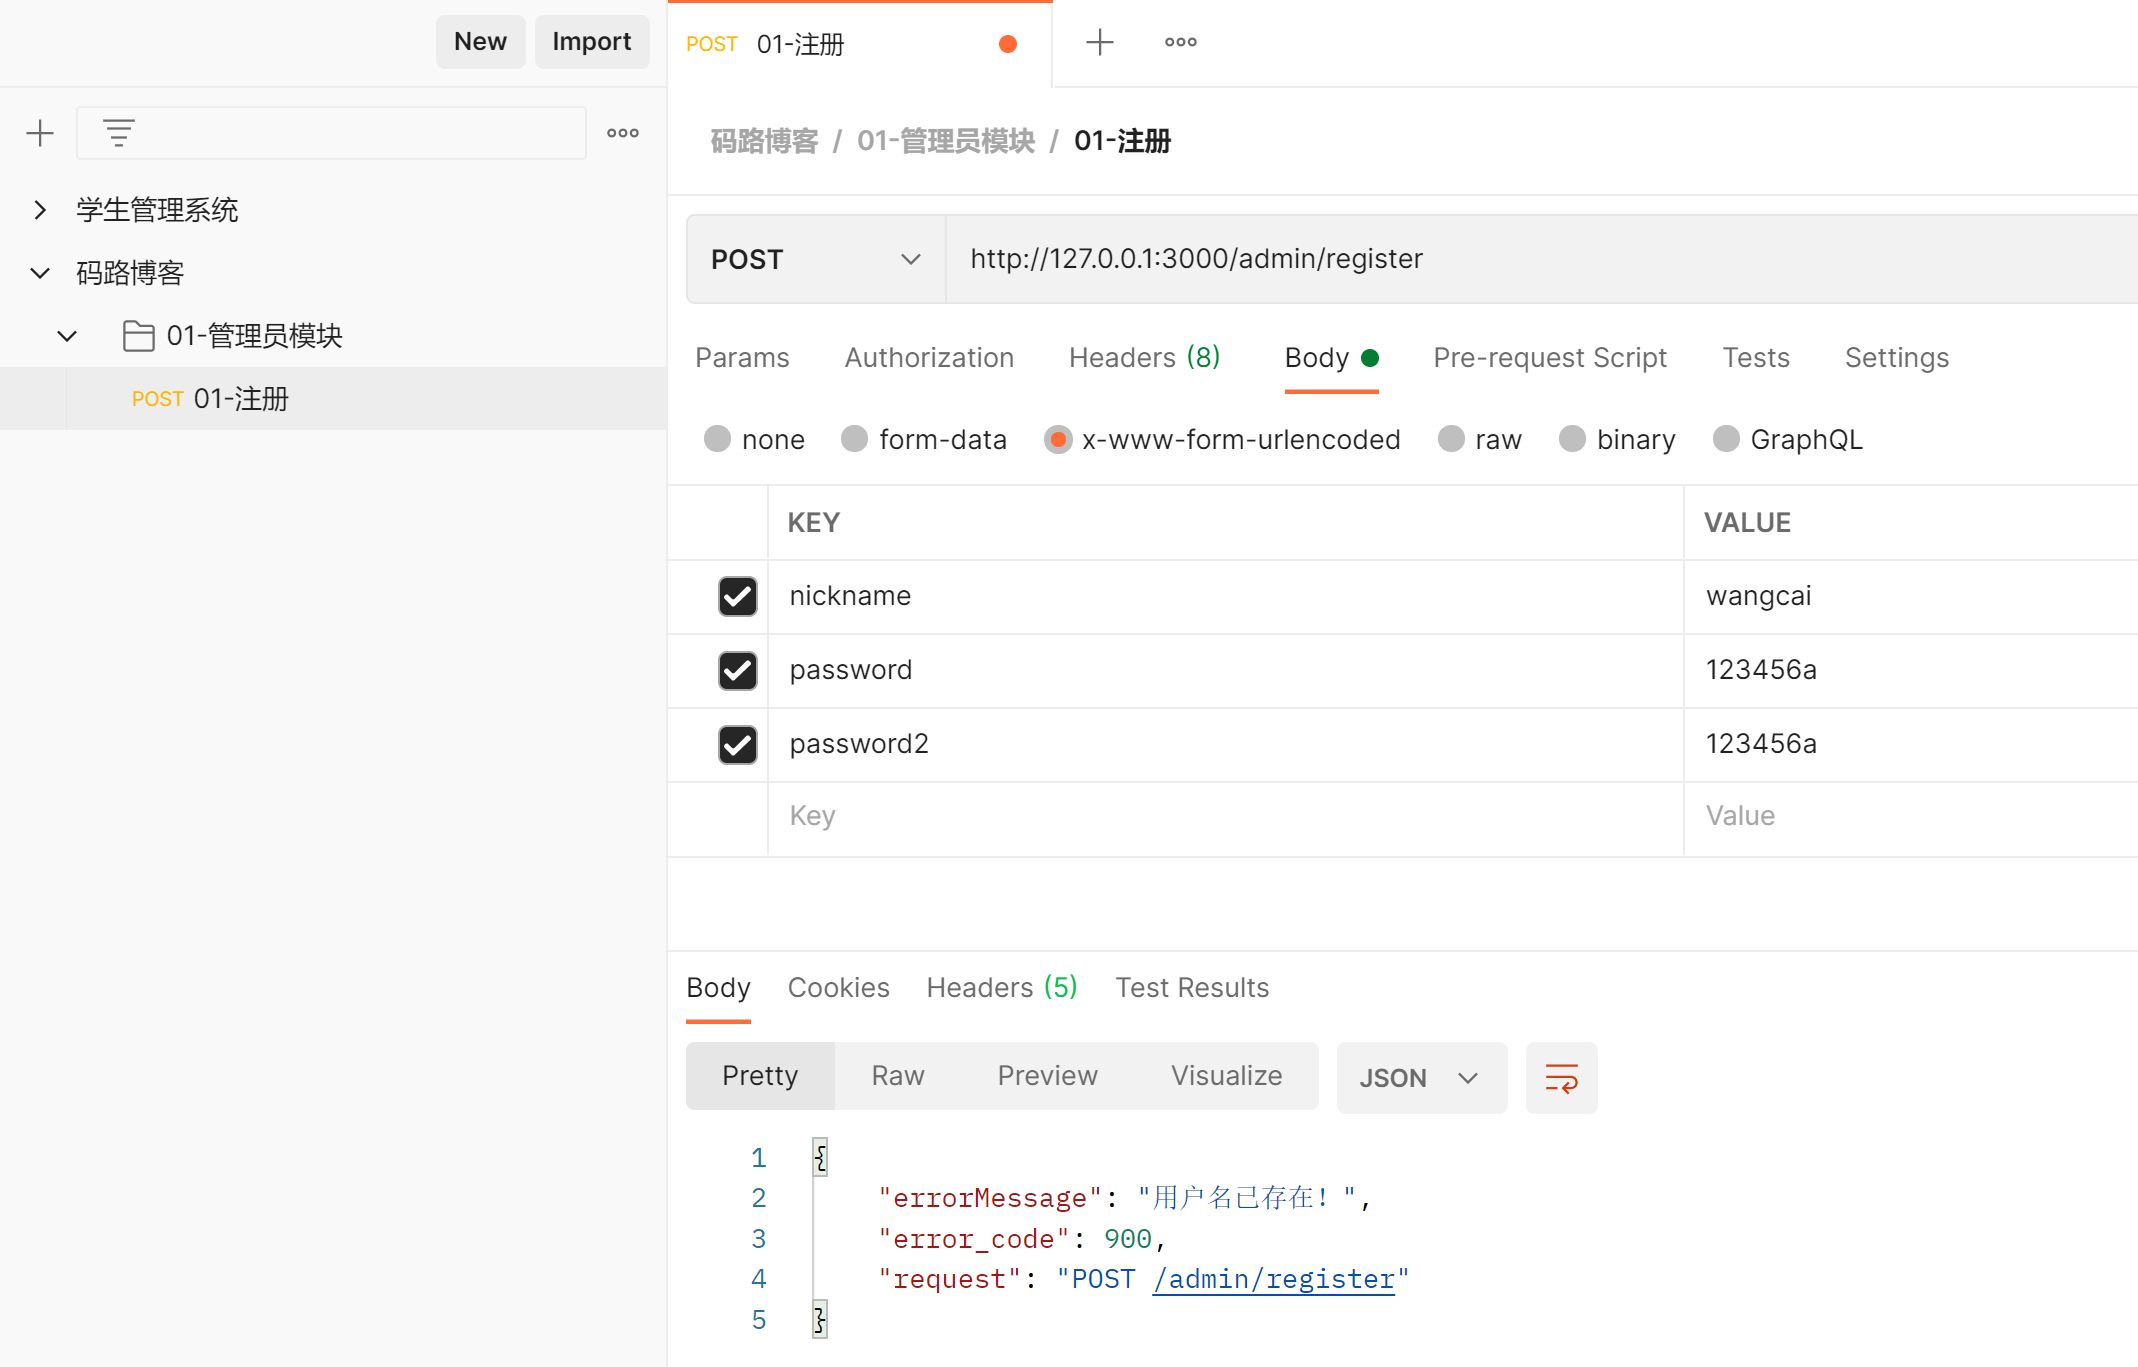 New Import
POST 01-注册
码路博客 / 01-管理员模块 / 01-注册
学生管理系统
码路博客
01-管理员模块
POST 01-注册
POST http://127.0.0.1:3000/admin/register
Params Authorization Headers (8) Body Pre-request Script Tests Settings
none form-data x-www-form-urlencoded raw binary GraphQL
KEY VALUE
nickname wangcai
password 123456a
password2 123456a
Key Value
Body Cookies Headers (5) Test Results
Pretty Raw Preview Visualize JSON
1 {
2 "errorMessage": "用户名已存在！",
3 "error_code": 900,
4 "request": "POST /admin/register"
5 }